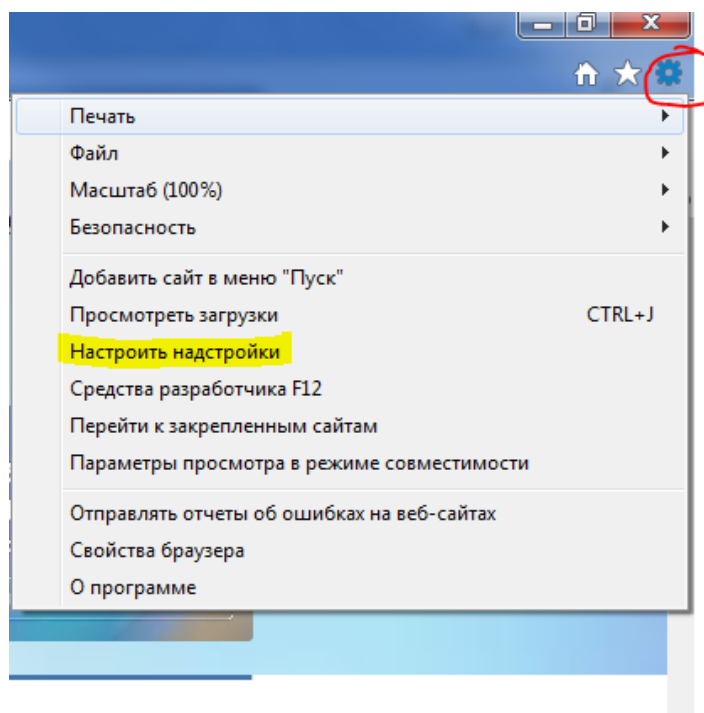 Печать
Файл
Масштаб (100%)
Безопасность
Добавить сайт в меню "Пуск"
Просмотреть загрузки CTRL+J
Настроить надстройки
Средства разработчика F12
Перейти к закрепленным сайтам
Параметры просмотра в режиме совместимости
Отправлять отчеты об ошибках на веб-сайтах
Свойства браузера
О программе